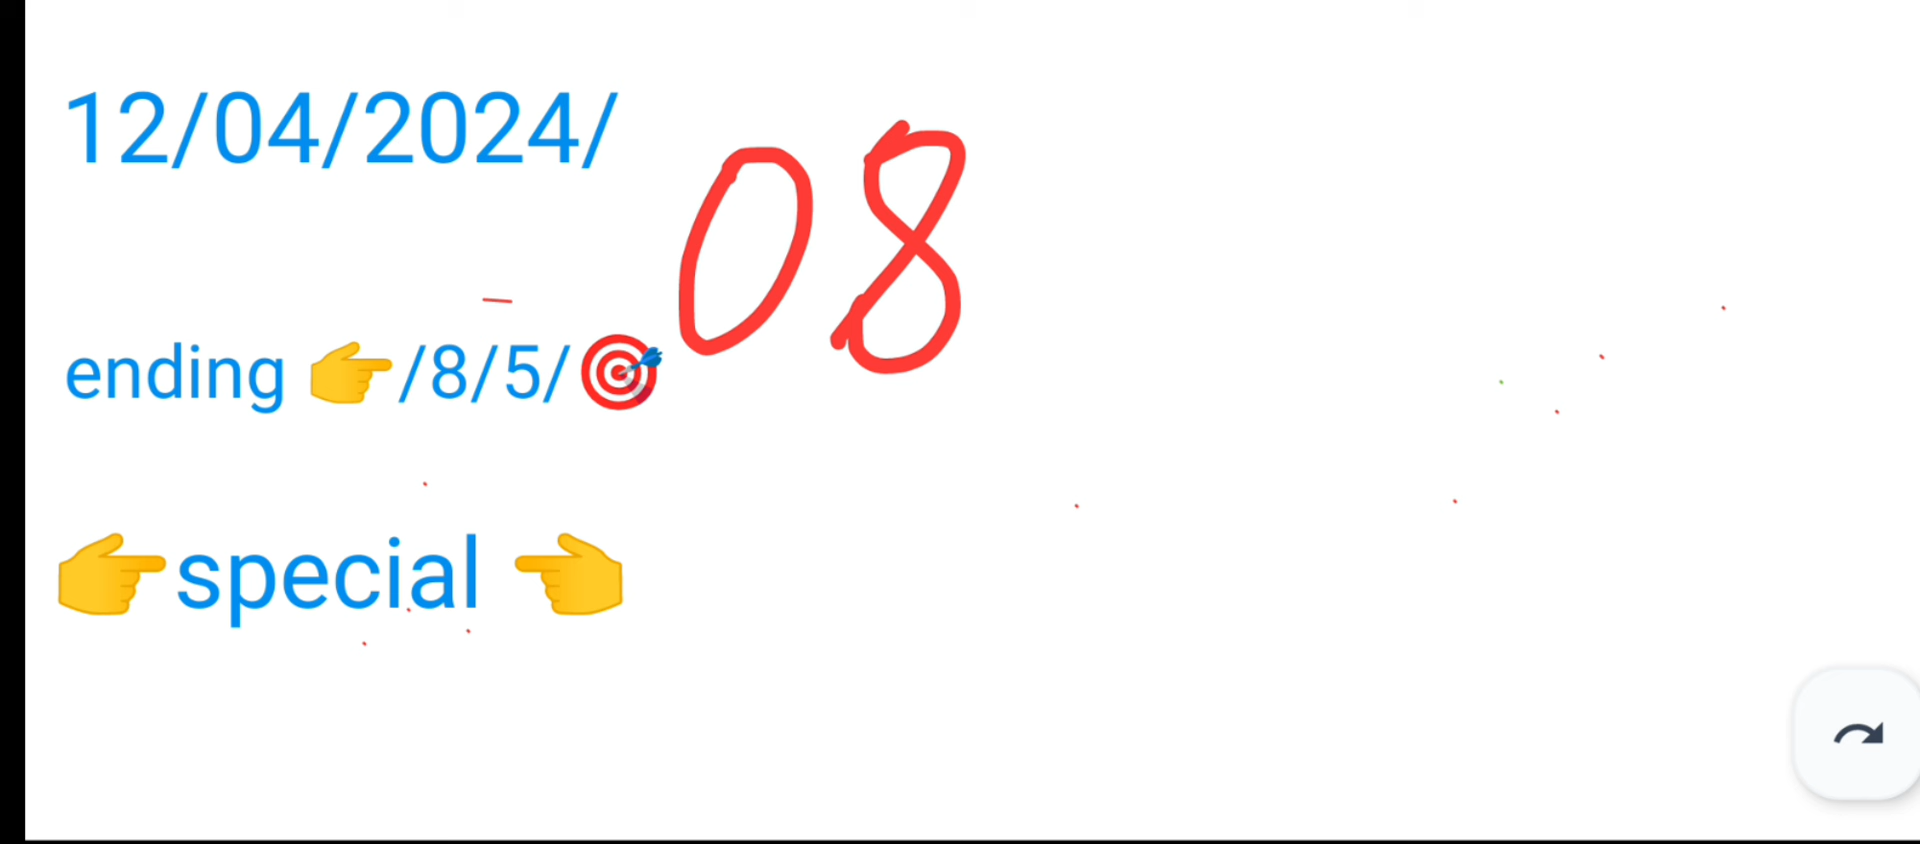 12/04/2024/
08
ending 👉/8/5/🎯
👉special 👈